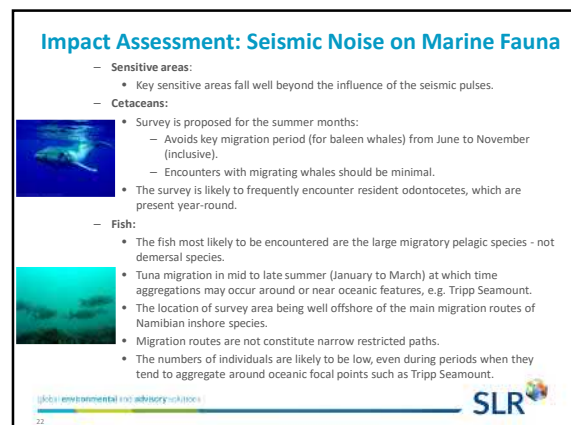 Impact Assessment: Seismic Noise on Marine Fauna
– Sensitive areas:
• Key sensitive areas fall well beyond the influence of the seismic pulses.
– Cetaceans:
• Survey is proposed for the summer months:
– Avoids key migration period (for baleen whales) from June to November
(inclusive).
– Encounters with migrating whales should be minimal.
• The survey is likely to frequently encounter resident odontocetes, which are
present year-round.
– Fish:
• The fish most likely to be encountered are the large migratory pelagic species - not
demersal species.
• Tuna migration in mid to late summer (January to March) at which time
aggregations may occur around or near oceanic features, e.g. Tripp Seamount.
• The location of survey area being well offshore of the main migration routes of
Namibian inshore species.
• Migration routes are not constitute narrow restricted paths.
• The numbers of individuals are likely to be low, even during periods when they
tend to aggregate around oceanic focal points such as Tripp Seamount.
global environmental and advisory solutions
SLR
22